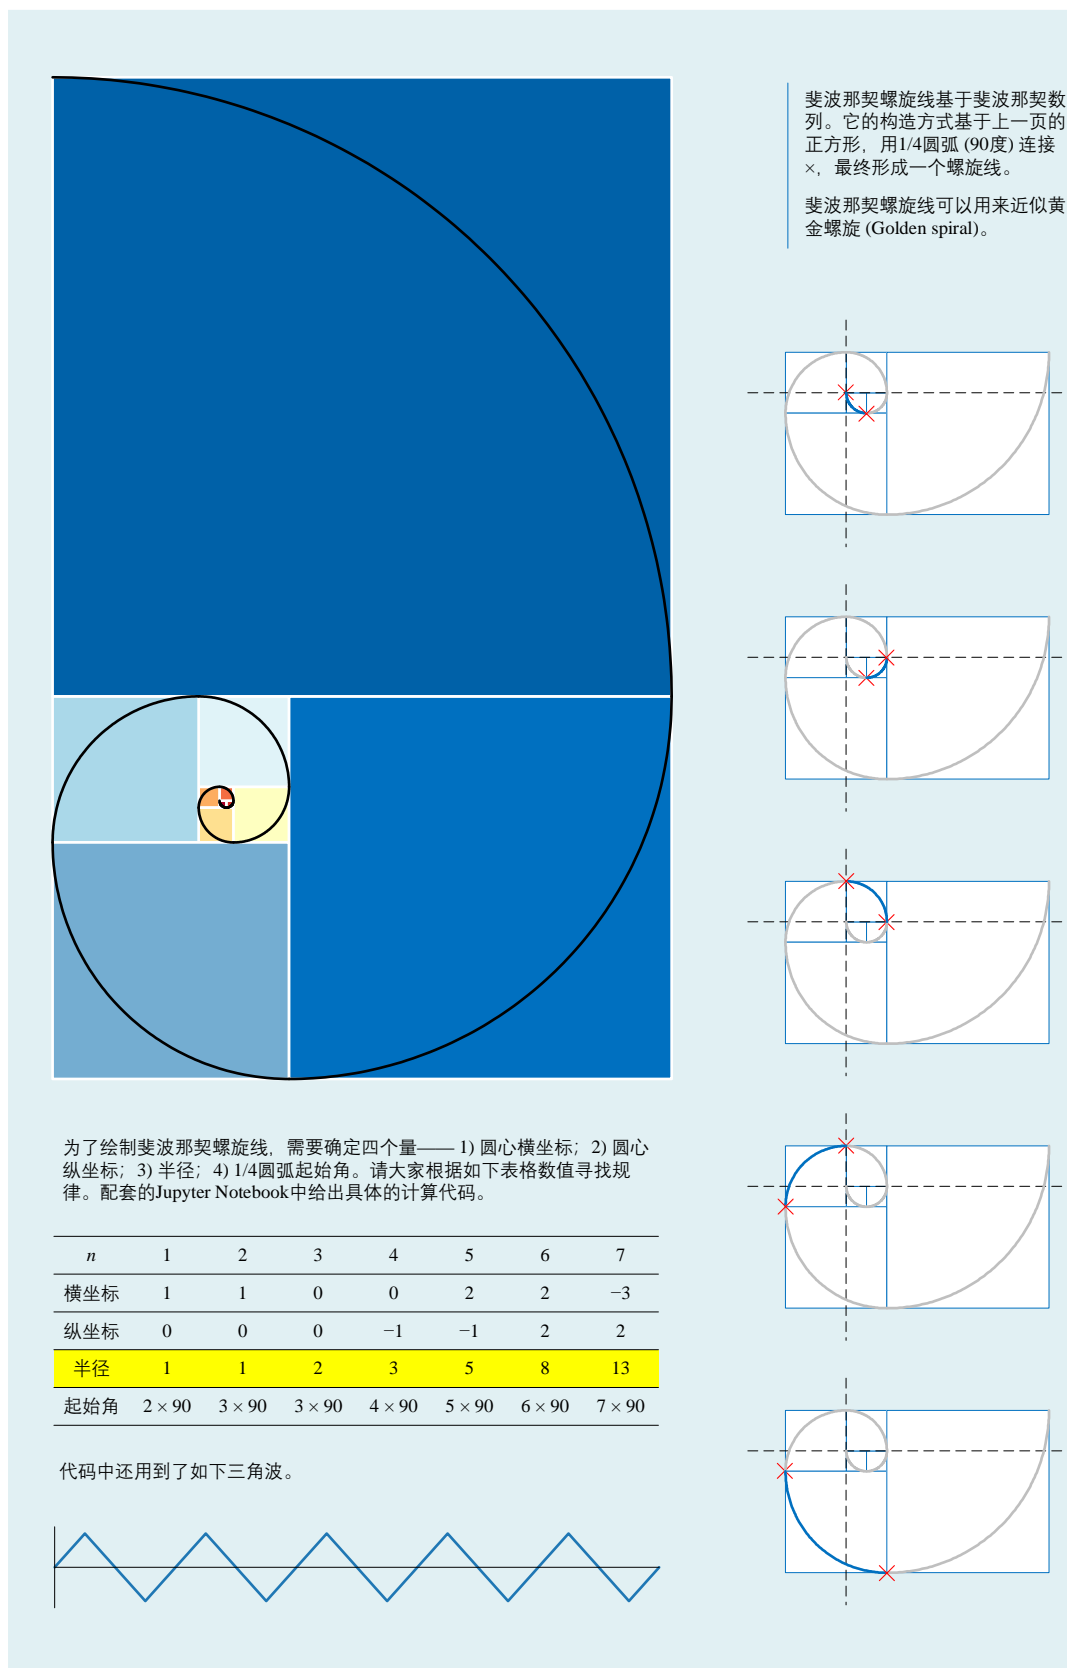 斐波那契螺旋线基于斐波那契数
列。它的构造方式基于上一页的
正方形，用1/4圆弧 (90度) 连接
×，最终形成一个螺旋线。
斐波那契螺旋线可以用来近似黄
金螺旋 (Golden spiral)。
为了绘制斐波那契螺旋线，需要确定四个量—— 1) 圆心横坐标；2) 圆心
纵坐标；3) 半径；4) 1/4圆弧起始角。请大家根据如下表格数值寻找规
律。配套的Jupyter Notebook中给出具体的计算代码。
n 1 2 3 4 5 6 7
横坐标 1 1 0 0 2 2 −3
纵坐标 0 0 0 −1 −1 2 2
半径 1 1 2 3 5 8 13
起始角 2 × 90 3 × 90 3 × 90 4 × 90 5 × 90 6 × 90 7 × 90
代码中还用到了如下三角波。